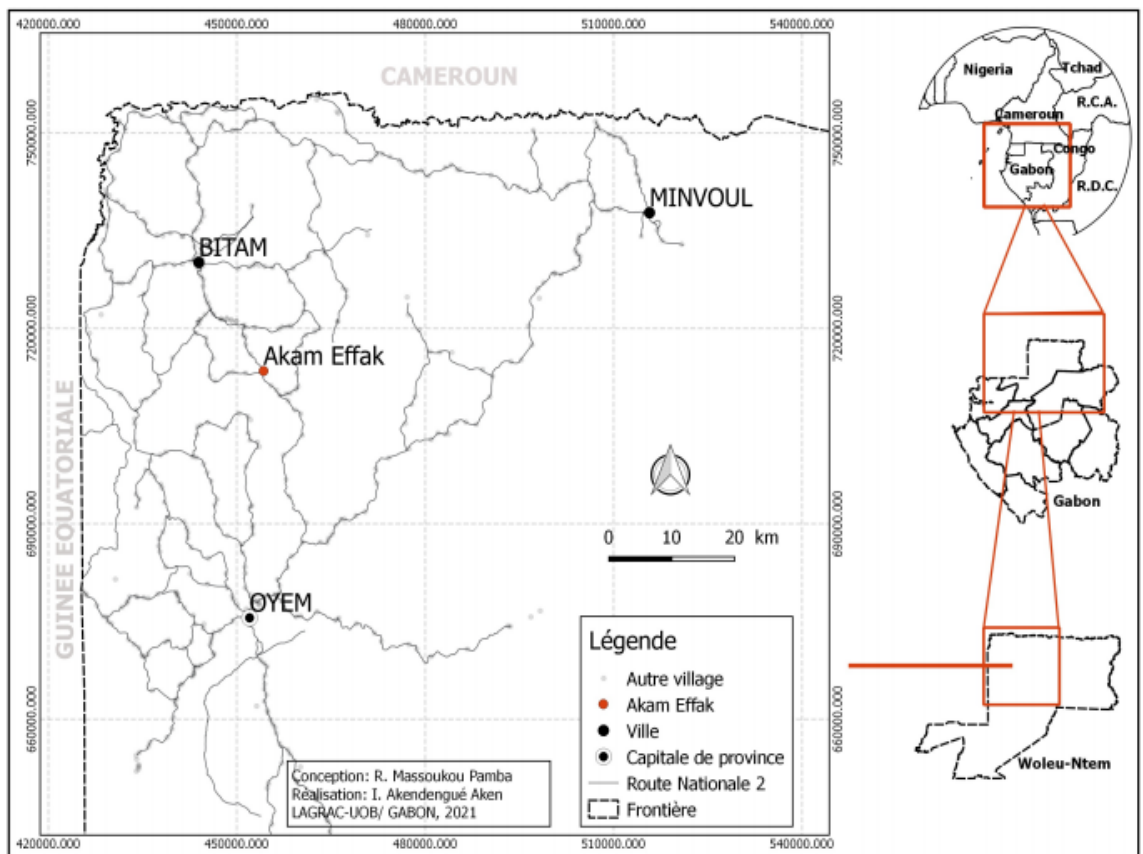 420000.000 450000.000 480000.000 510000.000 540000.000
CAMEROUN
750000.000 750000.000
MINVOUL
BITAM
720000.000 720000.000
Akam Effak
GUINEE EQUATORIALE
690000.000 690000.000
0 10 20 km
OYEM
660000.000 660000.000
Légende
Autre village
Akam Effak
Ville
Capitale de province
Route Nationale 2
Frontière
Conception: R. Massoukou Pamba
Réalisation: I. Akendengué Aken
LAGRAC-UOB/ GABON, 2021
420000.000 450000.000 480000.000 510000.000 540000.000
Nigeria
Tchad
R.C.A.
Cameroun
Congo
Gabon
R.D.C.
Gabon
Woleu-Ntem